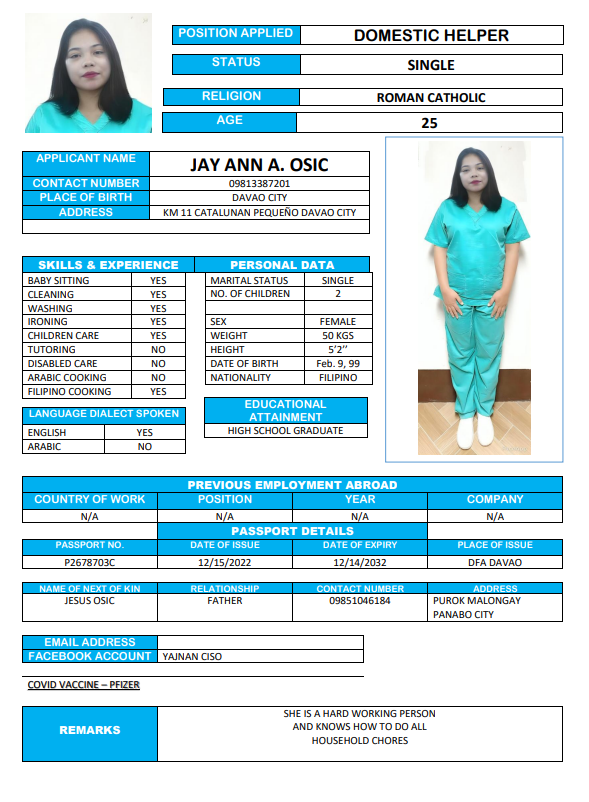 POSITION APPLIED DOMESTIC HELPER
STATUS SINGLE
RELIGION ROMAN CATHOLIC
AGE 25
APPLICANT NAME JAY ANN A. OSIC
CONTACT NUMBER 09813387201
PLACE OF BIRTH DAVAO CITY
ADDRESS KM 11 CATALUNAN PEQUEÑO DAVAO CITY
SKILLS & EXPERIENCE PERSONAL DATA
BABY SITTING YES MARITAL STATUS SINGLE
CLEANING YES NO. OF CHILDREN 2
WASHING YES
IRONING YES SEX FEMALE
CHILDREN CARE YES WEIGHT 50 KGS
TUTORING NO HEIGHT 5’2’’
DISABLED CARE NO DATE OF BIRTH Feb. 9, 99
ARABIC COOKING NO NATIONALITY FILIPINO
FILIPINO COOKING YES
LANGUAGE DIALECT SPOKEN
ENGLISH YES
ARABIC NO
EDUCATIONAL
ATTAINMENT
HIGH SCHOOL GRADUATE
PREVIOUS EMPLOYMENT ABROAD
COUNTRY OF WORK POSITION YEAR COMPANY
N/A N/A N/A N/A
PASSPORT DETAILS
PASSPORT NO. DATE OF ISSUE DATE OF EXPIRY PLACE OF ISSUE
P2678703C 12/15/2022 12/14/2032 DFA DAVAO
NAME OF NEXT OF KIN RELATIONSHIP CONTACT NUMBER ADDRESS
JESUS OSIC FATHER 09851046184 PUROK MALONGAY
PANABO CITY
EMAIL ADDRESS
FACEBOOK ACCOUNT YAJNAN CISO
COVID VACCINE – PFIZER
REMARKS
SHE IS A HARD WORKING PERSON
AND KNOWS HOW TO DO ALL
HOUSEHOLD CHORES